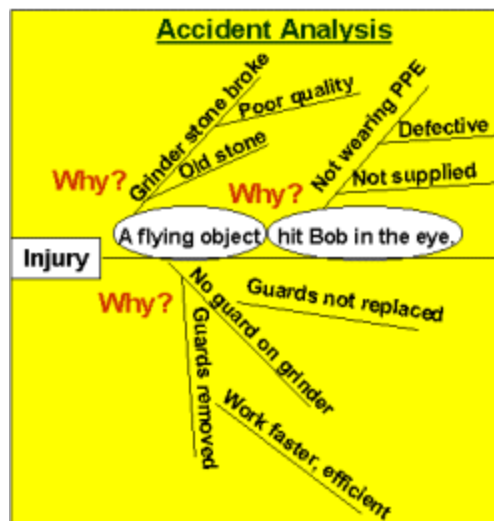 Accident Analysis
Grinder stone broke
Poor quality
Old stone
Why?
Not wearing PPE
Defective
Not supplied
Why?
A flying object
hit Bob in the eye.
Injury
Why?
No guard on grinder
Guards not replaced
Guards removed
Work faster, efficient